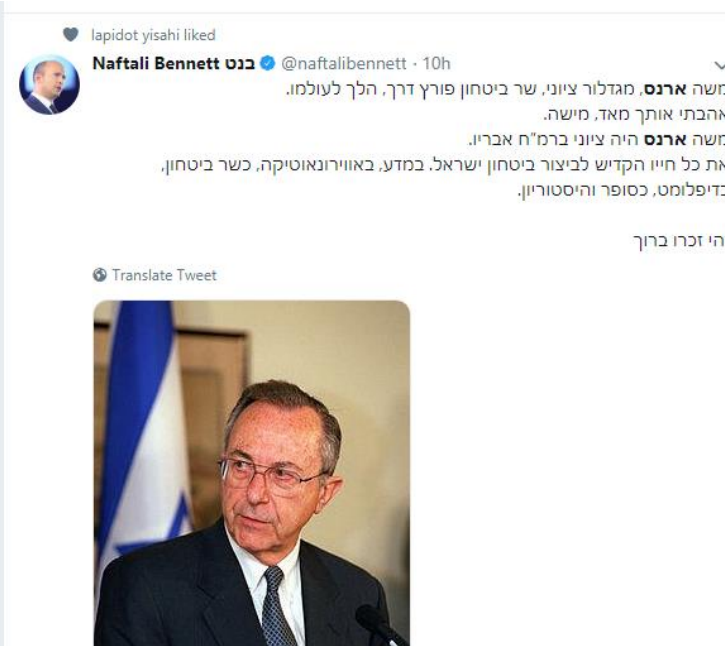 lapidot yisahi liked
Naftali Bennett בנט @naftalibennett · 10h
משה ארנס, מגדלור ציוני, שר ביטחון פורץ דרך, הלך לעולמו.
אהבתי אותך מאד, מישה.
משה ארנס היה ציוני ברמ"ח אבריו.
את כל חייו הקדיש לביצור ביטחון ישראל. במדע, באווירונאוטיקה, כשר ביטחון,
כדיפלומט, כסופר והיסטוריון.
יהי זכרו ברוך
Translate Tweet